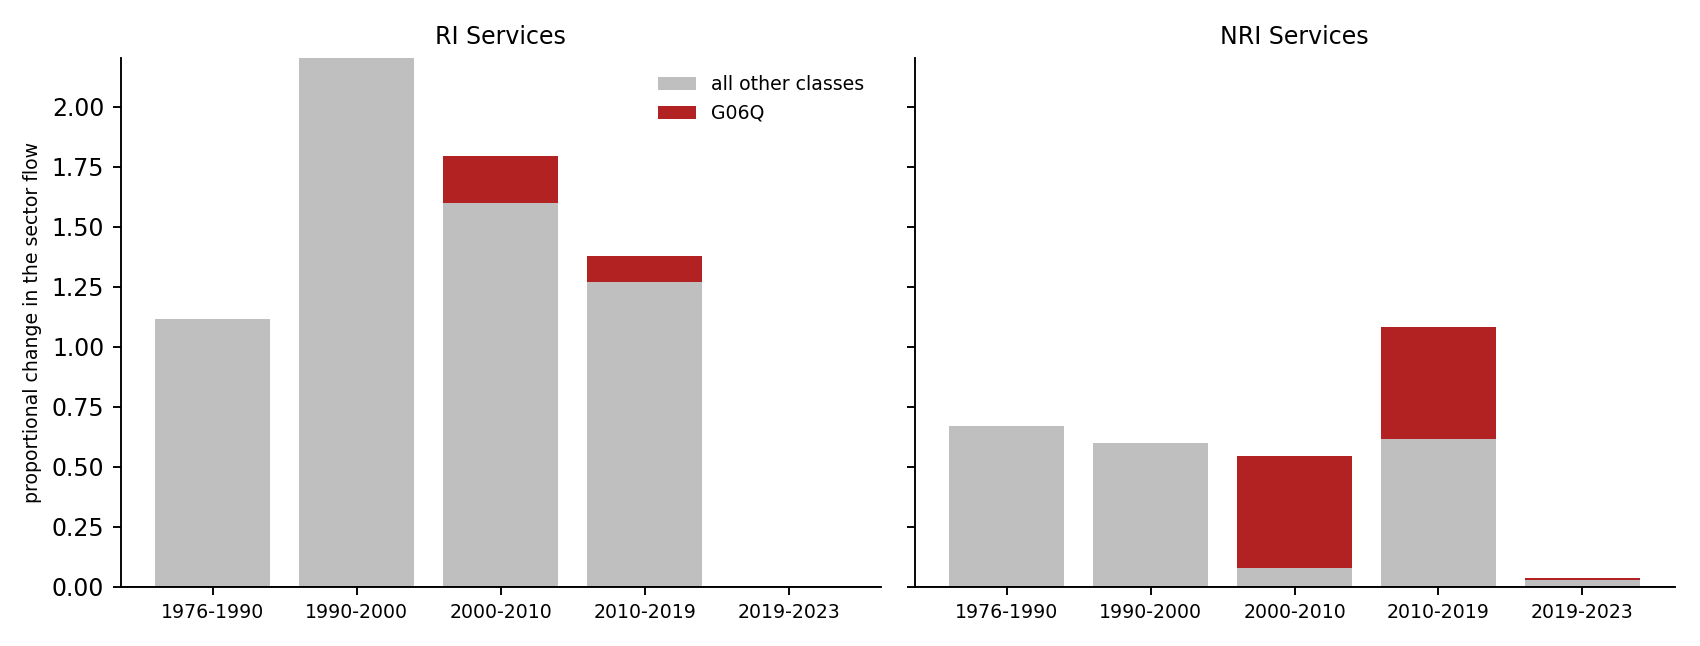 RI Services
NRI Services
all other classes
G06Q
proportional change in the sector flow
2.00
1.75
1.50
1.25
1.00
0.75
0.50
0.25
0.00
1976-1990 1990-2000 2000-2010 2010-2019 2019-2023
1976-1990 1990-2000 2000-2010 2010-2019 2019-2023